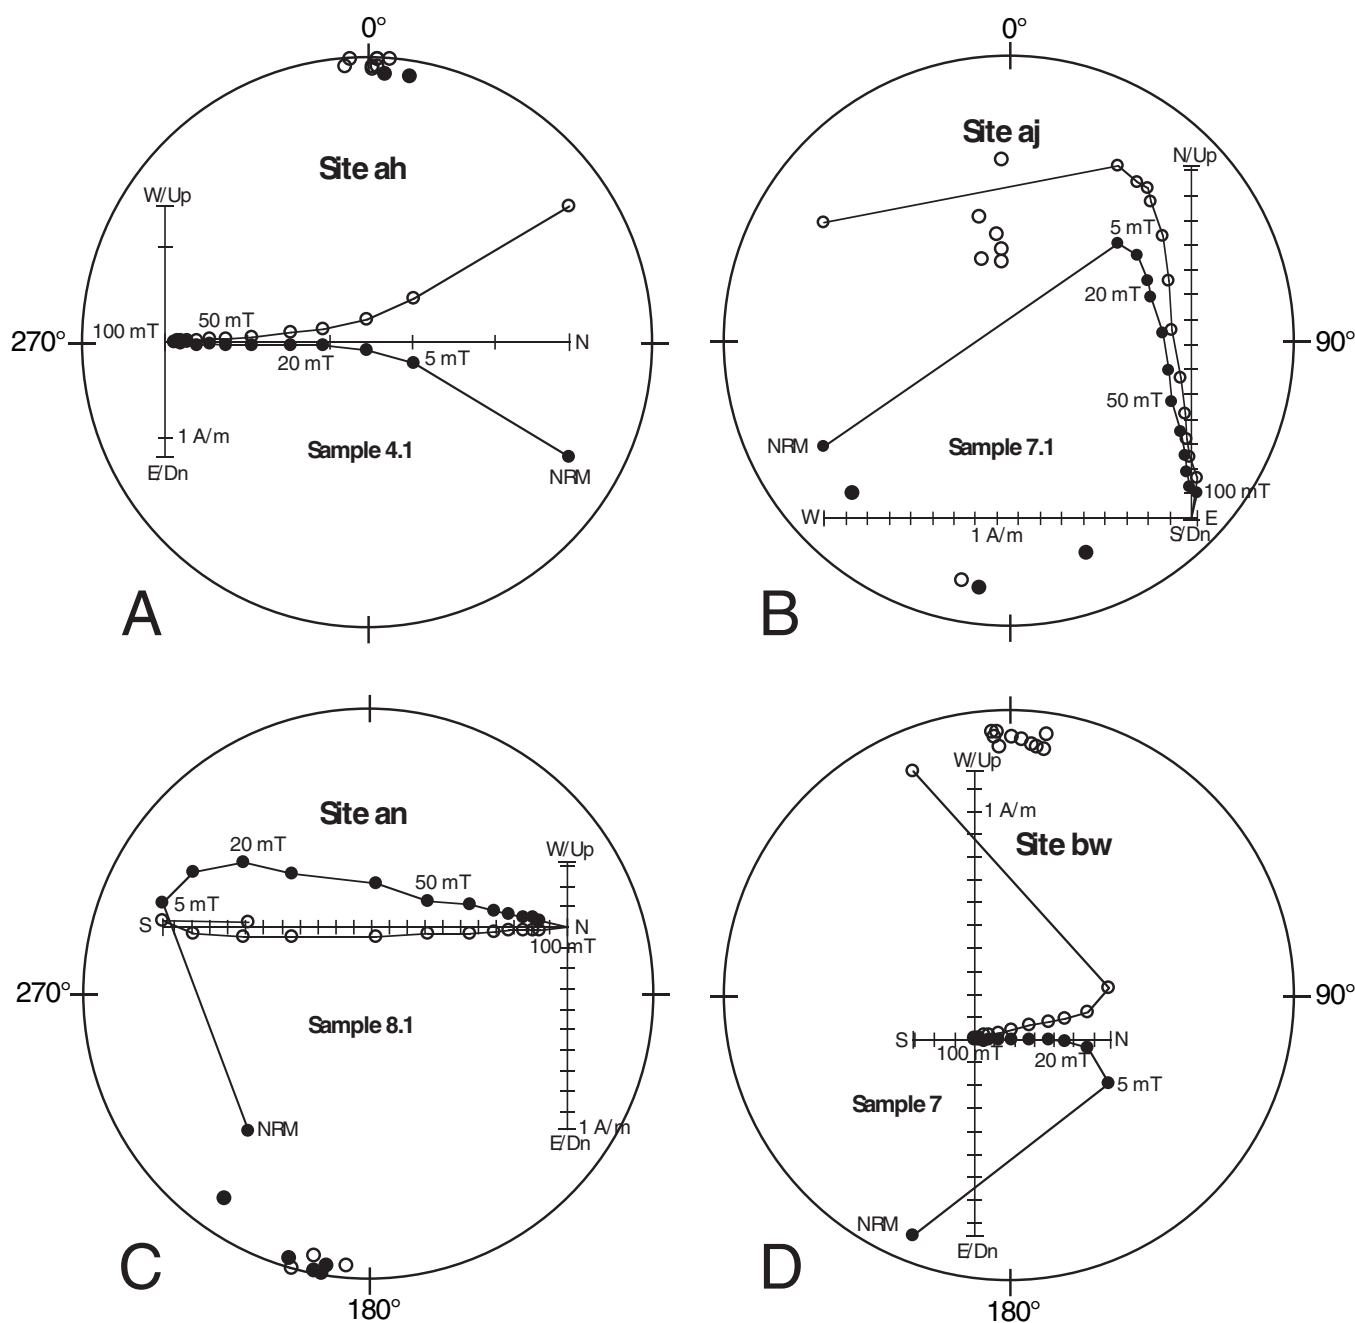 0°
Site ah
W/Up
50 mT
100 mT
270°
N
20 mT
5 mT
1 A/m
Sample 4.1
E/Dn
NRM
A
0°
Site aj
N/Up
5 mT
20 mT
90°
50 mT
NRM
Sample 7.1
100 mT
W
E
1 A/m
S/Dn
B
Site an
20 mT
W/Up
50 mT
5 mT
S
N
100 mT
270°
Sample 8.1
NRM
1 A/m
E/Dn
C
180°
W/Up
1 A/m
Site bw
90°
S
N
100 mT
20 mT
5 mT
Sample 7
NRM
E/Dn
D
180°